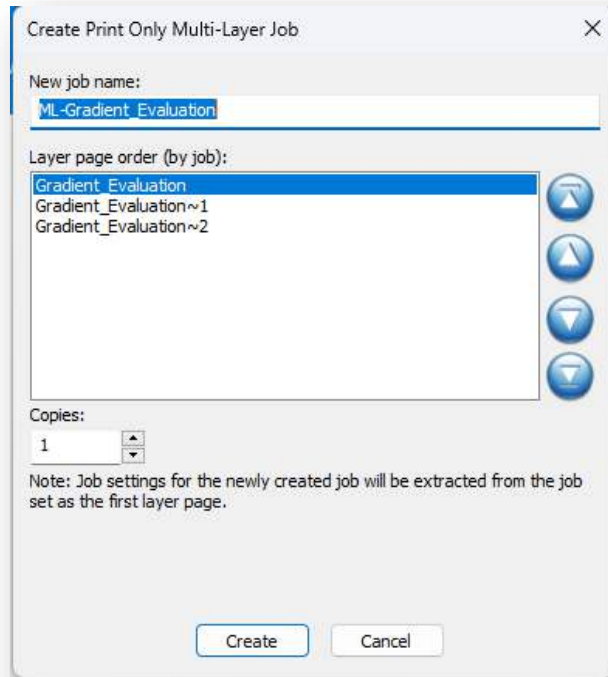 Create Print Only Multi-Layer Job
New job name:
ML-Gradient_Evaluation
Layer page order (by job):
Gradient_Evaluation
Gradient_Evaluation~1
Gradient_Evaluation~2
Copies:
1
Note: Job settings for the newly created job will be extracted from the job
set as the first layer page.
Create
Cancel